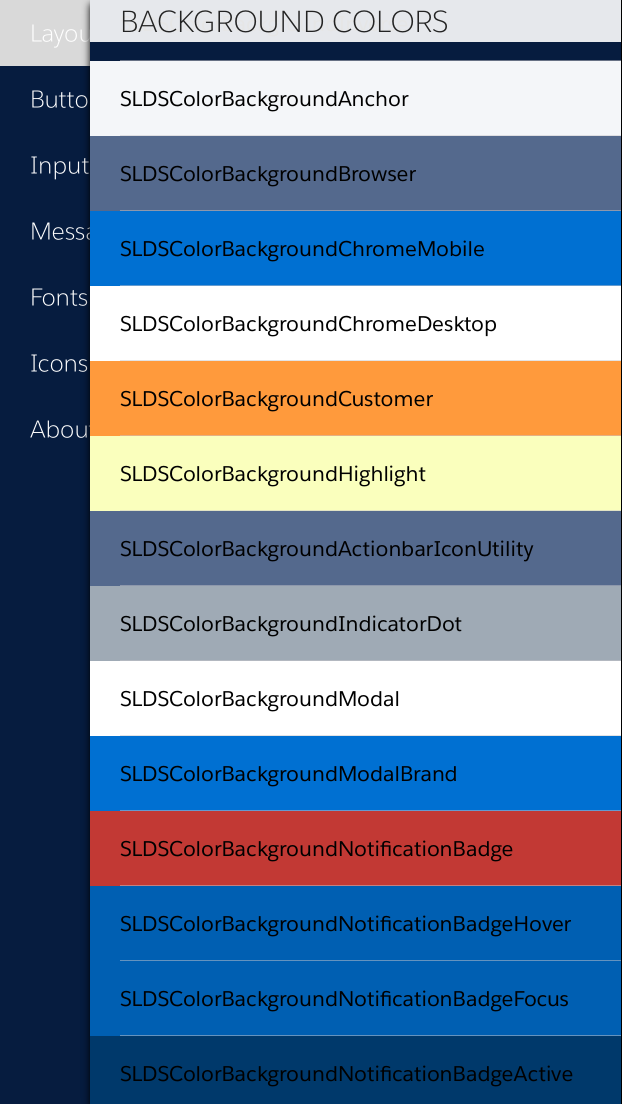 BACKGROUND COLORS
SLDSColorBackgroundAnchor
SLDSColorBackgroundBrowser
SLDSColorBackgroundChromeMobile
SLDSColorBackgroundChromeDesktop
SLDSColorBackgroundCustomer
SLDSColorBackgroundHighlight
SLDSColorBackgroundActionbarIconUtility
SLDSColorBackgroundIndicatorDot
SLDSColorBackgroundModal
SLDSColorBackgroundModalBrand
SLDSColorBackgroundNotificationBadge
SLDSColorBackgroundNotificationBadgeHover
SLDSColorBackgroundNotificationBadgeFocus
SLDSColorBackgroundNotificationBadgeActive
Layou
Butto
Input
Messa
Fonts
Icons
Abou